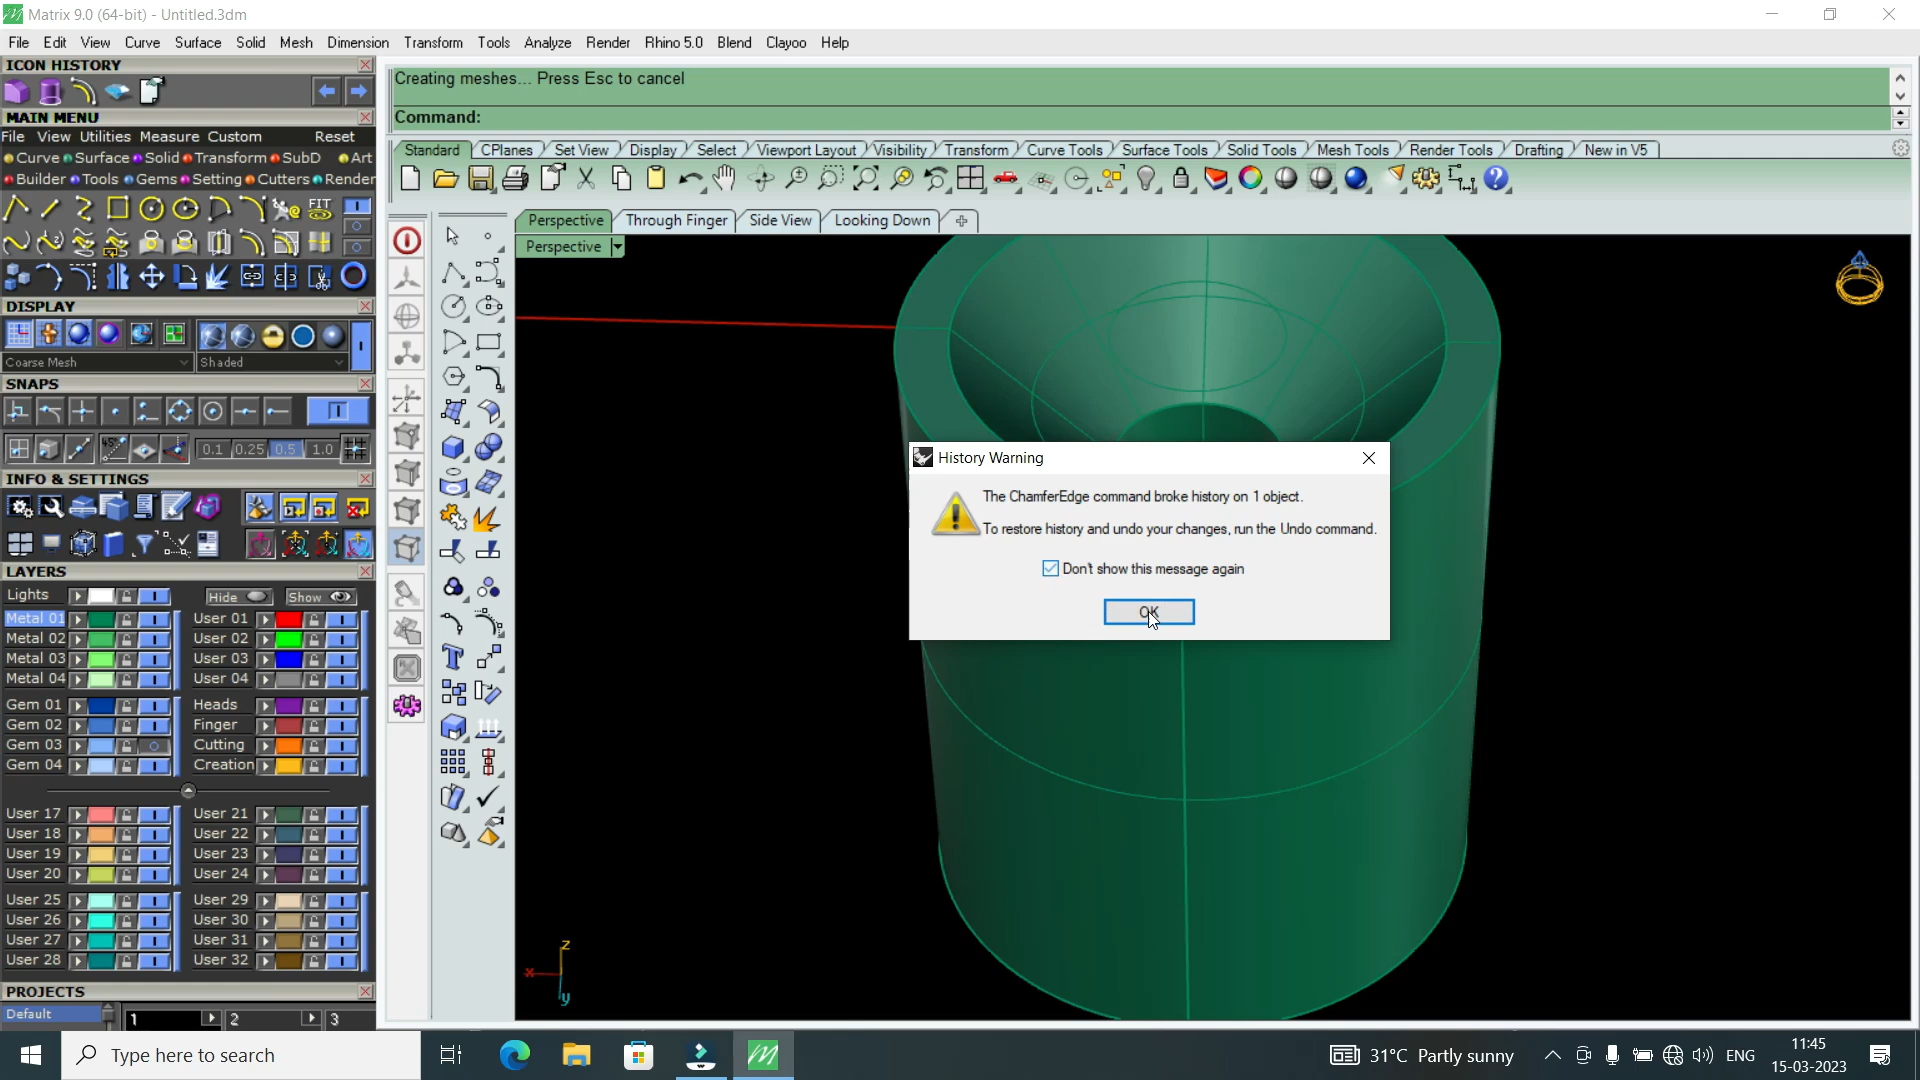 Matrix 9.0 (64-bit) - Untitled.3dm
File Edit View Curve Surface Solid Mesh Dimension Transform Tools Analyze Render Rhino 5.0 Blend Clayoo Help
ICON HISTORY
Creating meshes... Press Esc to cancel
Command:
MAIN MENU
File View Utilities Measure Custom Reset
Curve Surface Solid Transform SubD Art
Builder Tools Gems Setting Cutters Render
Standard CPlanes Set View Display Select Viewport Layout Visibility Transform Curve Tools Surface Tools Solid Tools Mesh Tools Render Tools Drafting New in V5
FIT
Perspective Through Finger Side View Looking Down
Perspective
DISPLAY
Coarse Mesh Shaded
SNAPS
0.1 0.25 0.5 1.0
INFO & SETTINGS
History Warning
The ChamferEdge command broke history on 1 object.
To restore history and undo your changes, run the Undo command.
Don't show this message again
OK
LAYERS
Lights Hide Show
Metal 01 User 01
Metal 02 User 02
Metal 03 User 03
Metal 04 User 04
Gem 01 Heads
Gem 02 Finger
Gem 03 Cutting
Gem 04 Creation
User 17 User 21
User 18 User 22
User 19 User 23
User 20 User 24
User 25 User 29
User 26 User 30
User 27 User 31
User 28 User 32
z
x
y
PROJECTS
Default 1 2 3
Type here to search
31°C Partly sunny
ENG
11:45
15-03-2023